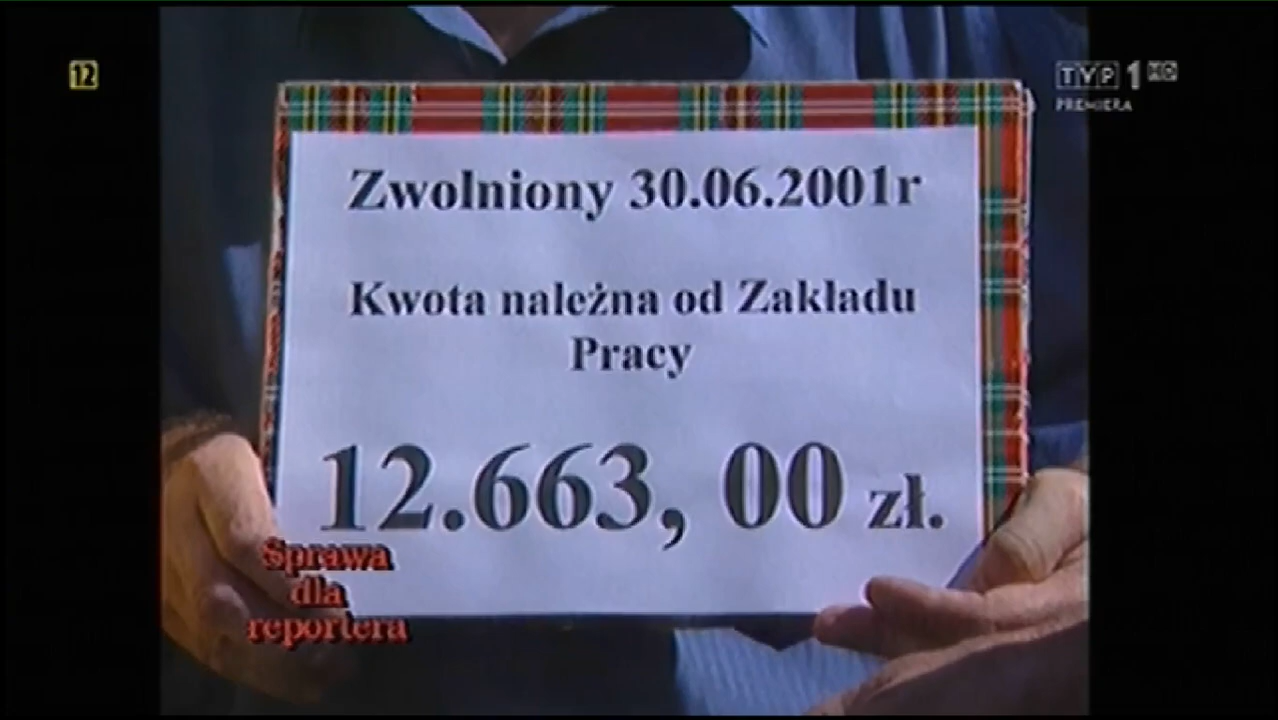 12
TVP 1 HD
PREMIERA
Zwolniony 30.06.2001r
Kwota należna od Zakładu
Pracy
12.663, 00 zł.
Sprawa
dla
reportera